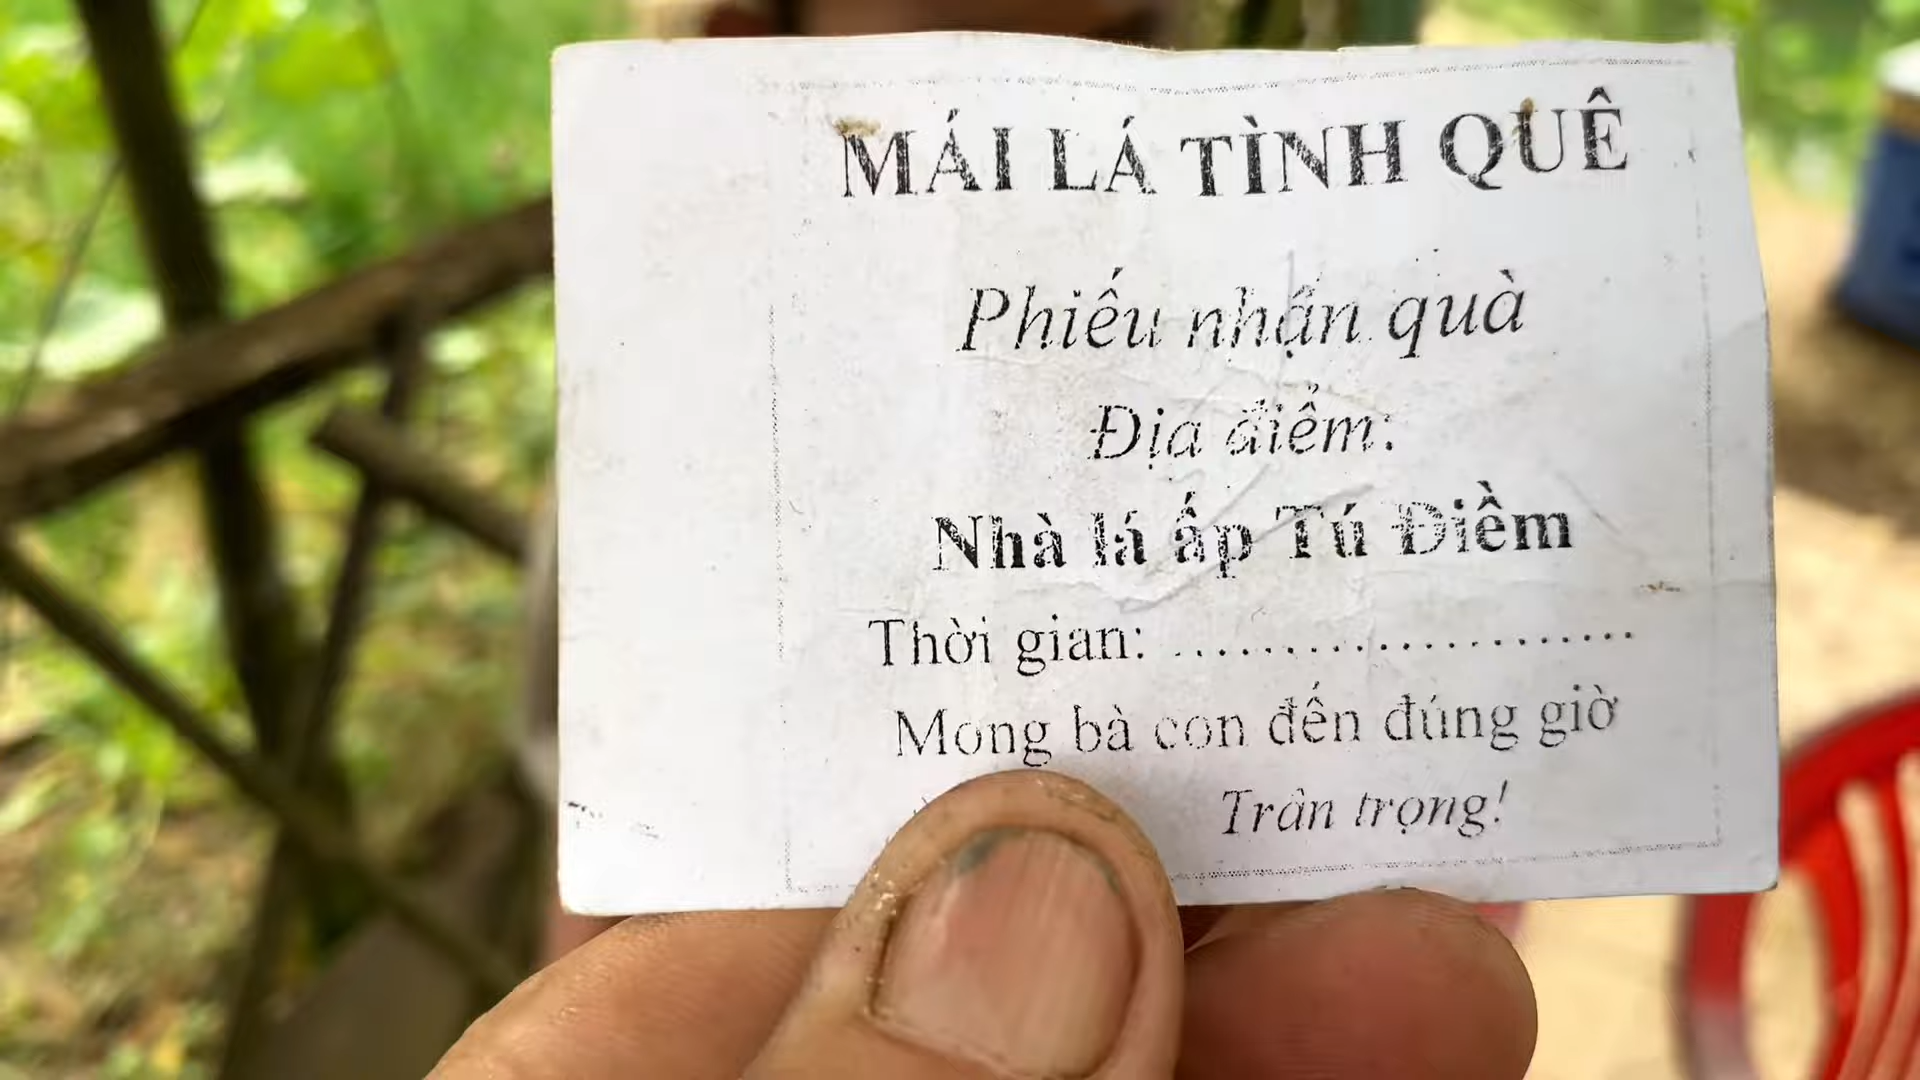 MÁI LÁ TÌNH QUÊ
Phiếu nhận quà
Địa điểm:
Nhà lá ấp Tú Điềm
Thời gian: ......................
Mong bà con đến đúng giờ
Trân trọng!